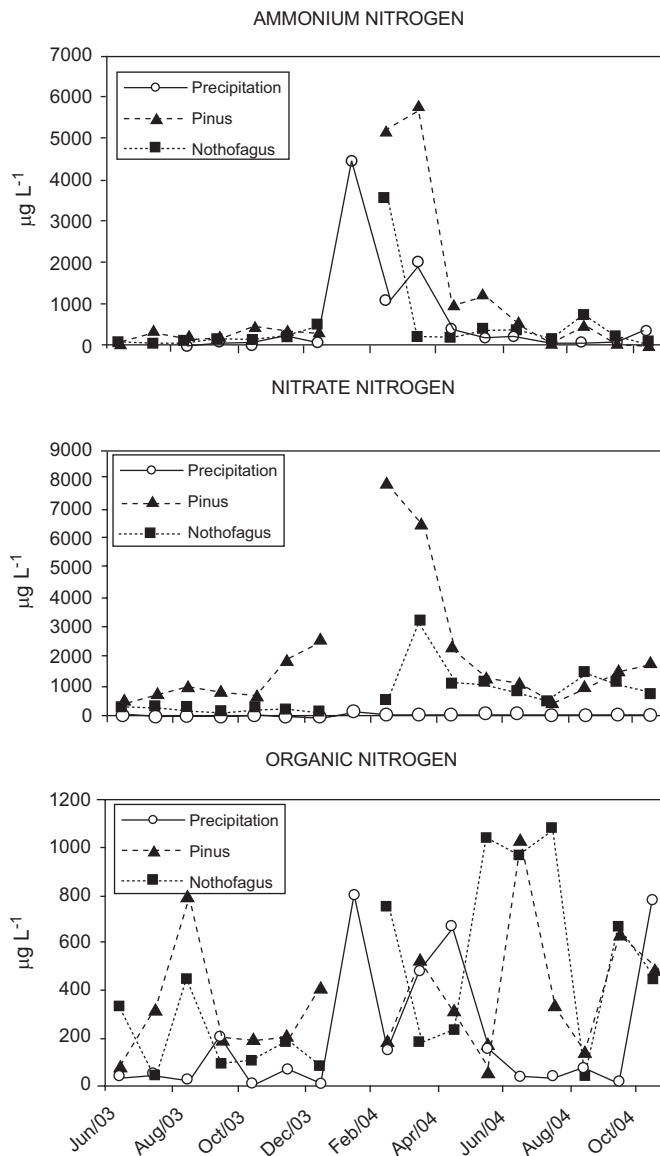 AMMONIUM NITROGEN
7000
6000
5000
4000
3000
2000
1000
0
µg L-1
Precipitation
Pinus
Nothofagus
NITRATE NITROGEN
9000
8000
7000
6000
5000
4000
3000
2000
1000
0
µg L-1
Precipitation
Pinus
Nothofagus
ORGANIC NITROGEN
1200
1000
800
600
400
200
0
µg L-1
Precipitation
Pinus
Nothofagus
Jun/03
Aug/03
Oct/03
Dec/03
Feb/04
Apr/04
Jun/04
Aug/04
Oct/04